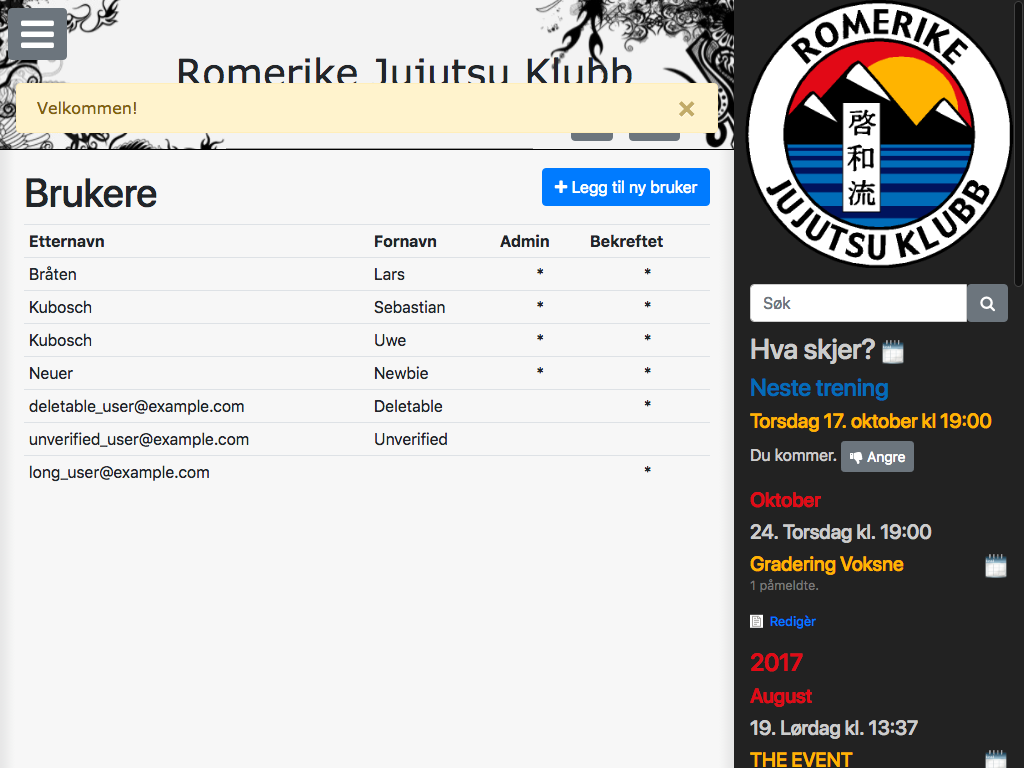 Romerike Jujutsu Klubb
Velkommen! ×
Brukere
Legg til ny bruker
Etternavn Fornavn Admin Bekreftet
Bråten Lars * *
Kubosch Sebastian * *
Kubosch Uwe * *
Neuer Newbie * *
deletable_user@example.com Deletable *
unverified_user@example.com Unverified
long_user@example.com *
ROMERIKE
啓和流
JUJUTSU KLUBB
Søk
Hva skjer?
Neste trening
Torsdag 17. oktober kl 19:00
Du kommer. Angre
Oktober
24. Torsdag kl. 19:00
Gradering Voksne
1 påmeldte.
Redigèr
2017
August
19. Lørdag kl. 13:37
THE EVENT